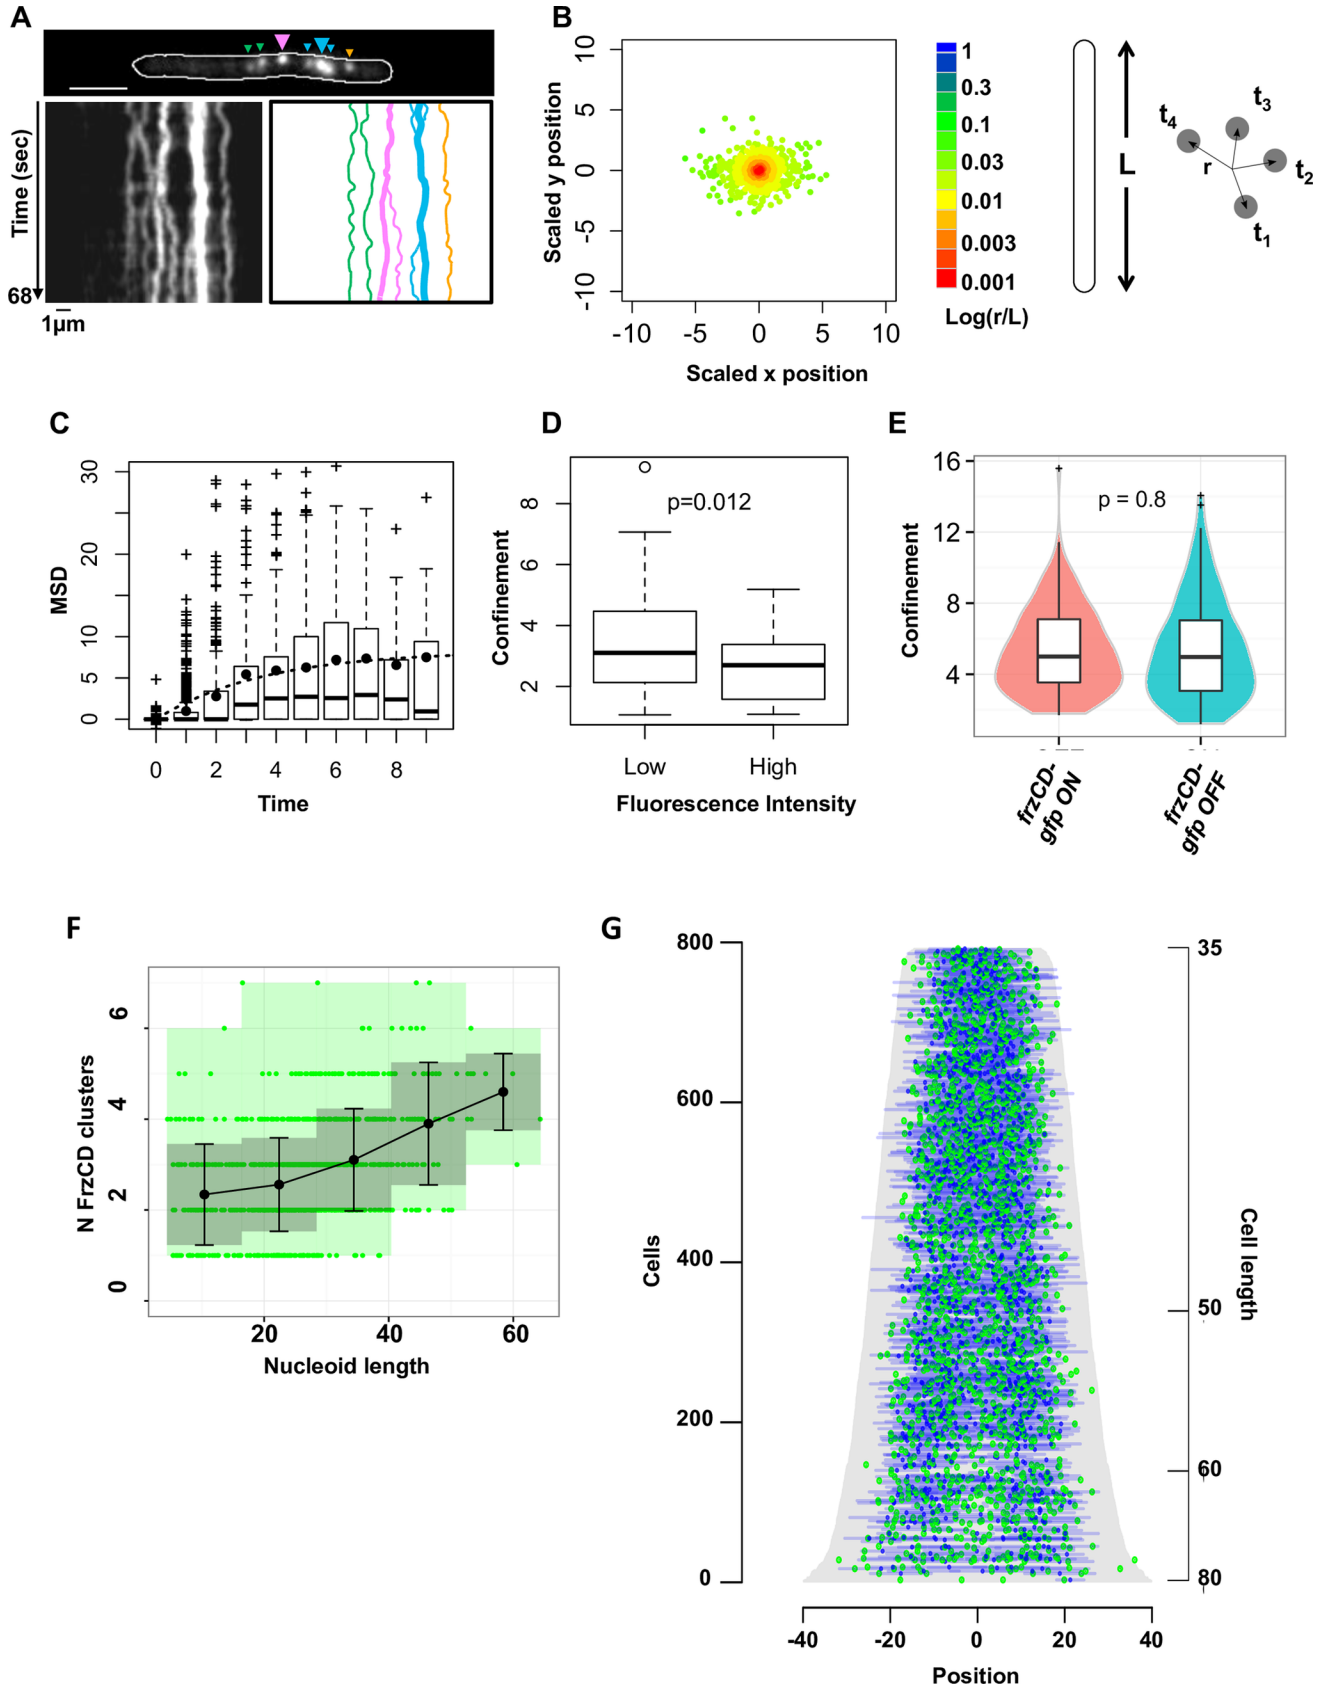 A
Time (sec)
68
1µm
B
Scaled y position
10
5
0
-5
-10
-10 -5 0 5 10
Scaled x position
1
0.3
0.1
0.03
0.01
0.003
0.001
Log(r/L)
L
t4
t3
t2
t1
r
C
MSD
30
20
10
5
0
0 2 4 6 8
Time
D
Confinement
8
6
4
2
p=0.012
Low High
Fluorescence Intensity
E
Confinement
16
12
8
4
p = 0.8
frzCD-
gfp ON
frzCD-
gfp OFF
F
N FrzCD clusters
6
4
2
0
20 40 60
Nucleoid length
G
Cells
800
600
400
200
0
35
50
60
80
Cell length
-40 -20 0 20 40
Position